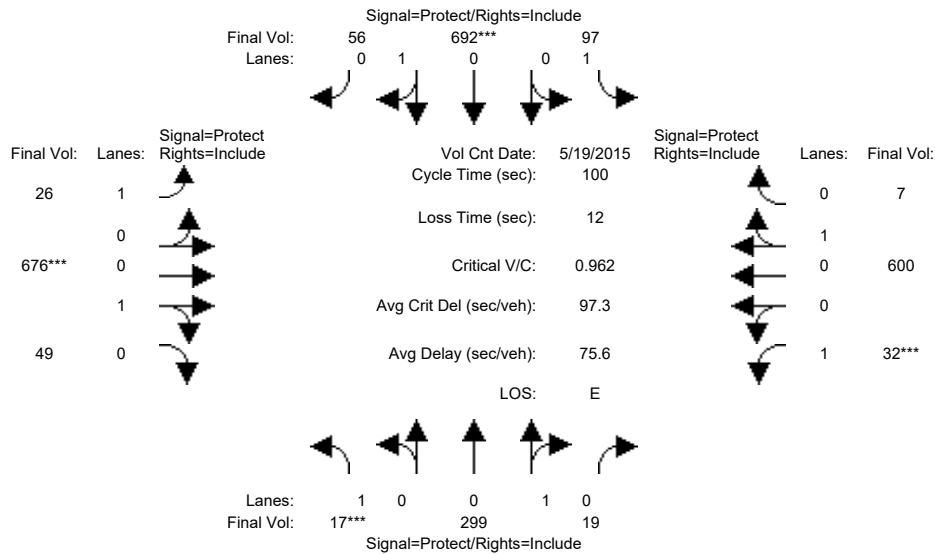 Signal=Protect/Rights=Include
Final Vol: 56 692*** 97
Lanes: 0 1 0 0 1
Signal=Protect Signal=Protect
Final Vol: Lanes: Rights=Include Vol Cnt Date: 5/19/2015 Rights=Include Lanes: Final Vol:
Cycle Time (sec): 100
26 1 0 7
Loss Time (sec): 12
0 1
676*** 0 Critical V/C: 0.962 0 600
1 Avg Crit Del (sec/veh): 97.3 0
49 0 Avg Delay (sec/veh): 75.6 1 32***
LOS: E
Lanes: 1 0 0 1 0
Final Vol: 17*** 299 19
Signal=Protect/Rights=Include